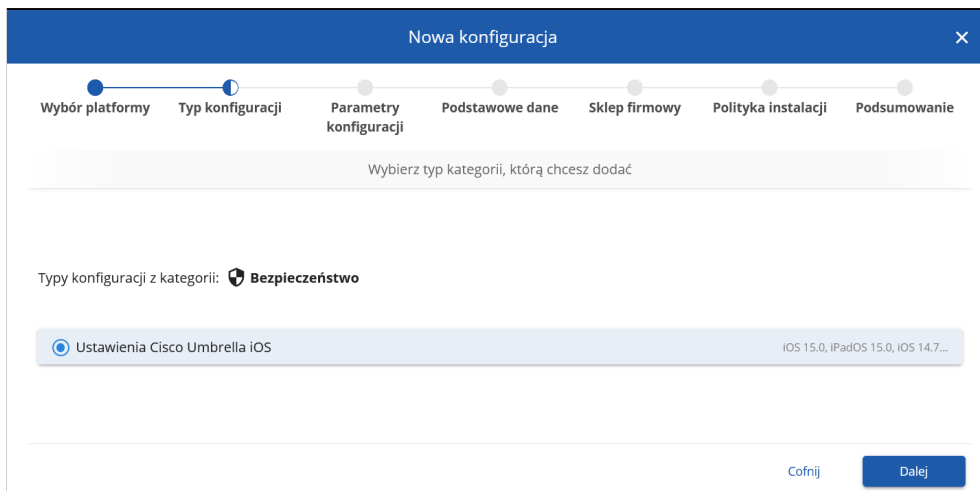 Nowa konfiguracja
Wybór platformy
Typ konfiguracji
Parametry
konfiguracji
Podstawowe dane
Sklep firmowy
Polityka instalacji
Podsumowanie
Wybierz typ kategorii, którą chcesz dodać
Typy konfiguracji z kategorii: Bezpieczeństwo
Ustawienia Cisco Umbrella iOS
iOS 15.0, iPadOS 15.0, iOS 14.7...
Cofnij
Dalej